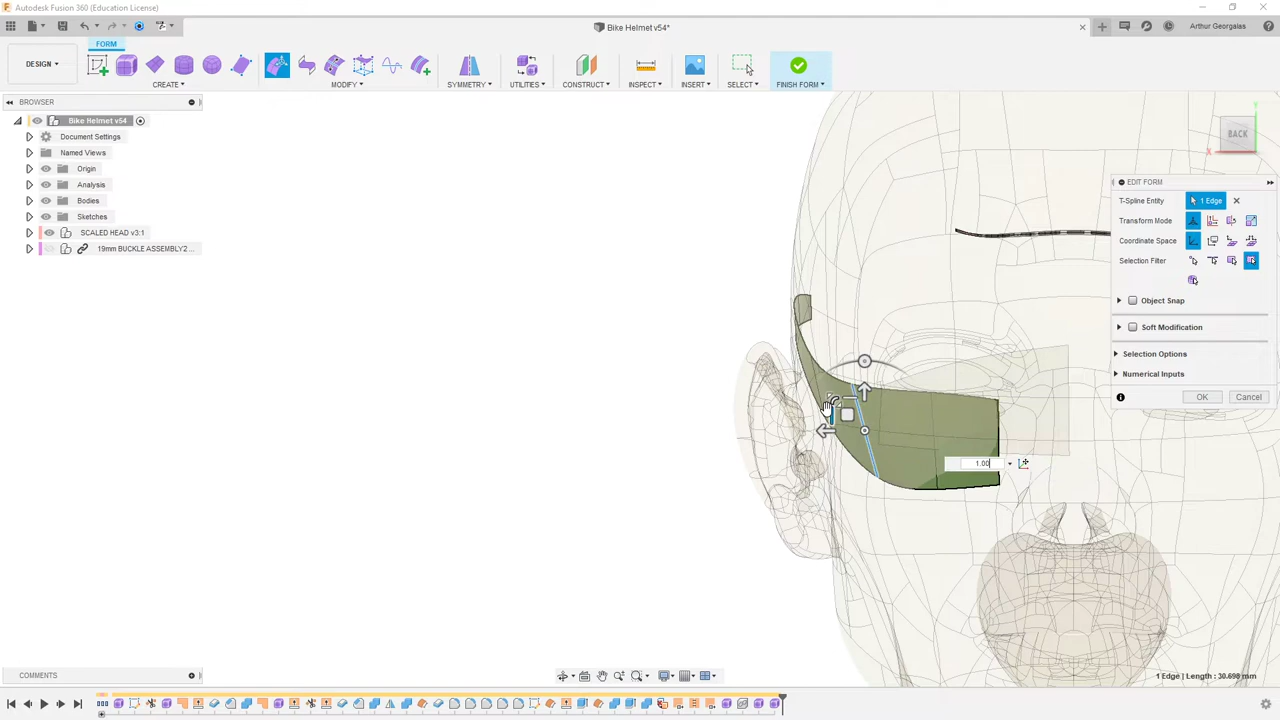 Autodesk Fusion 360 (Education License)
Bike Helmet v54*
Arthur Georgalas
FORM
DESIGN
CREATE
MODIFY
SYMMETRY
UTILITIES
CONSTRUCT
INSPECT
INSERT
SELECT
FINISH FORM
BROWSER
Bike Helmet v54
Document Settings
Named Views
Origin
Analysis
Bodies
Sketches
SCALED HEAD v3:1
19mm BUCKLE ASSEMBLY2 ...
BACK
Y
X
EDIT FORM
T-Spline Entity
1 Edge
Transform Mode
Coordinate Space
Selection Filter
Object Snap
Soft Modification
Selection Options
Numerical Inputs
OK
Cancel
1.00
COMMENTS
1 Edge | Length : 30.698 mm